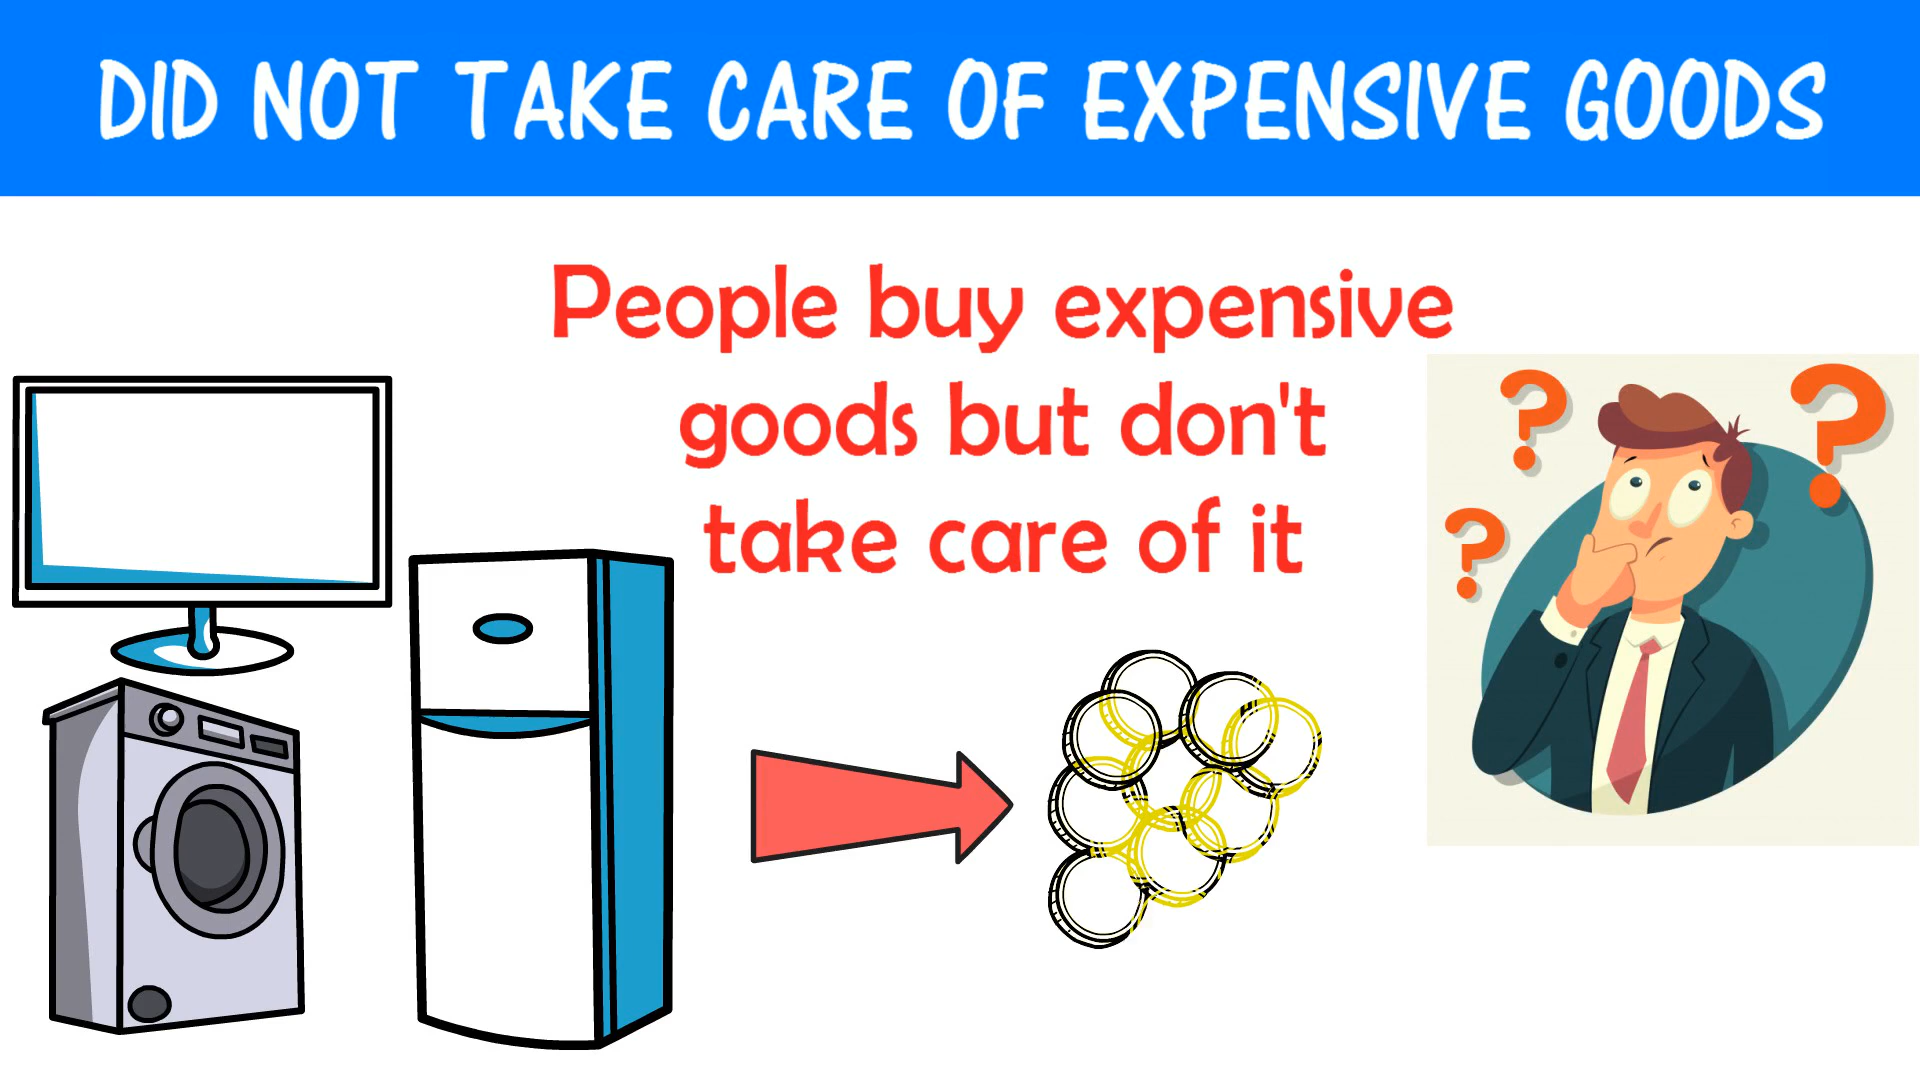 DID NOT TAKE CARE OF EXPENSIVE GOODS
People buy expensive
goods but don't
take care of it